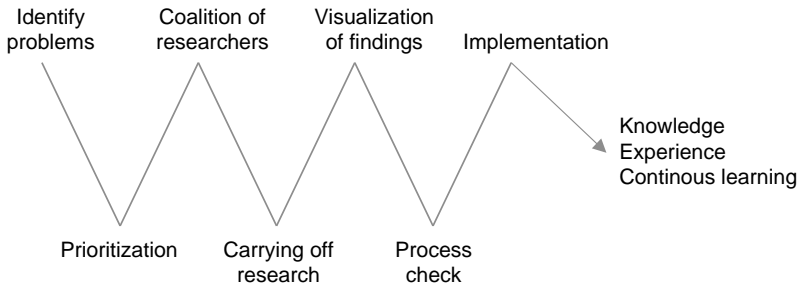 Identify
problems
Coalition of
researchers
Visualization
of findings
Implementation
Knowledge
Experience
Continous learning
Prioritization
Carrying off
research
Process
check